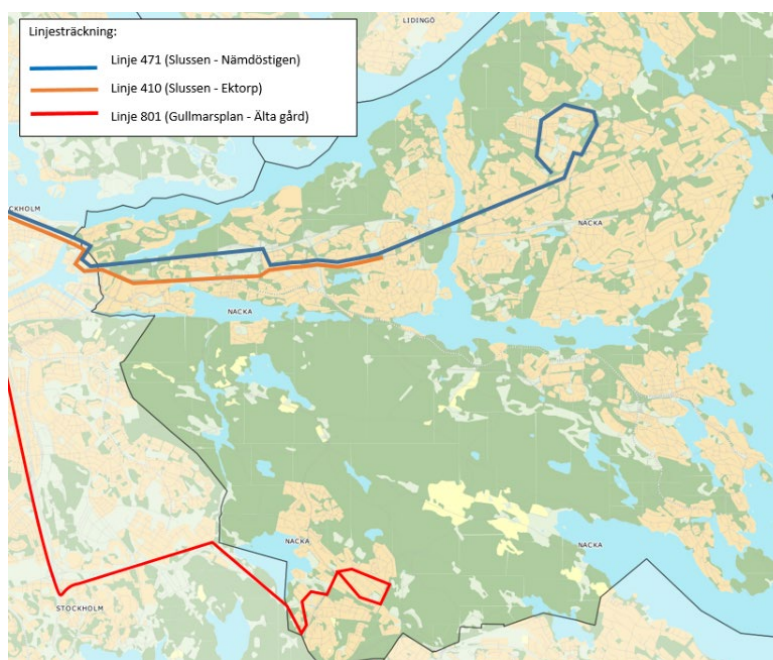 Linjesträckning:
Linje 471 (Slussen - Nämdöstigen)
Linje 410 (Slussen - Ektorp)
Linje 801 (Gullmarsplan - Älta gård)
LIDINGÖ
CKHOLM
NACKA
NACKA
NACKA
NACKA
STOCKHOLM